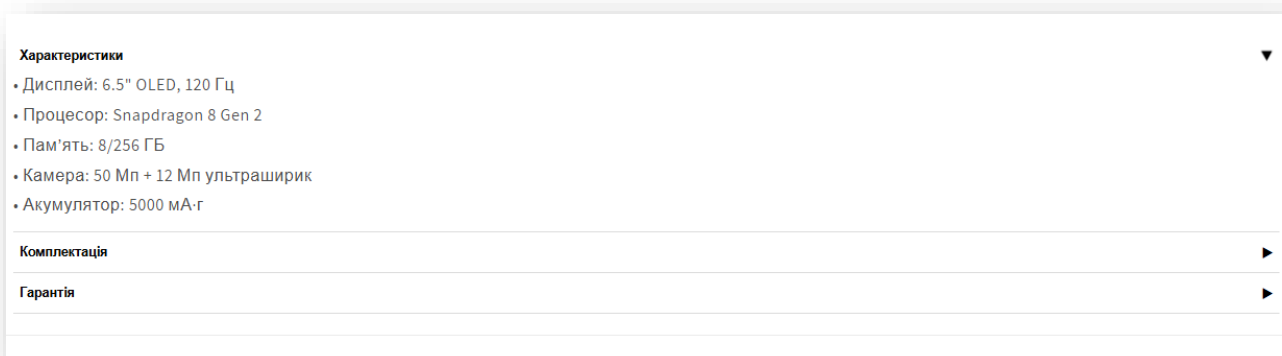 Характеристики
• Дисплей: 6.5" OLED, 120 Гц
• Процесор: Snapdragon 8 Gen 2
• Пам'ять: 8/256 ГБ
• Камера: 50 Мп + 12 Мп ультраширик
• Акумулятор: 5000 мА·г
Комплектація
Гарантія